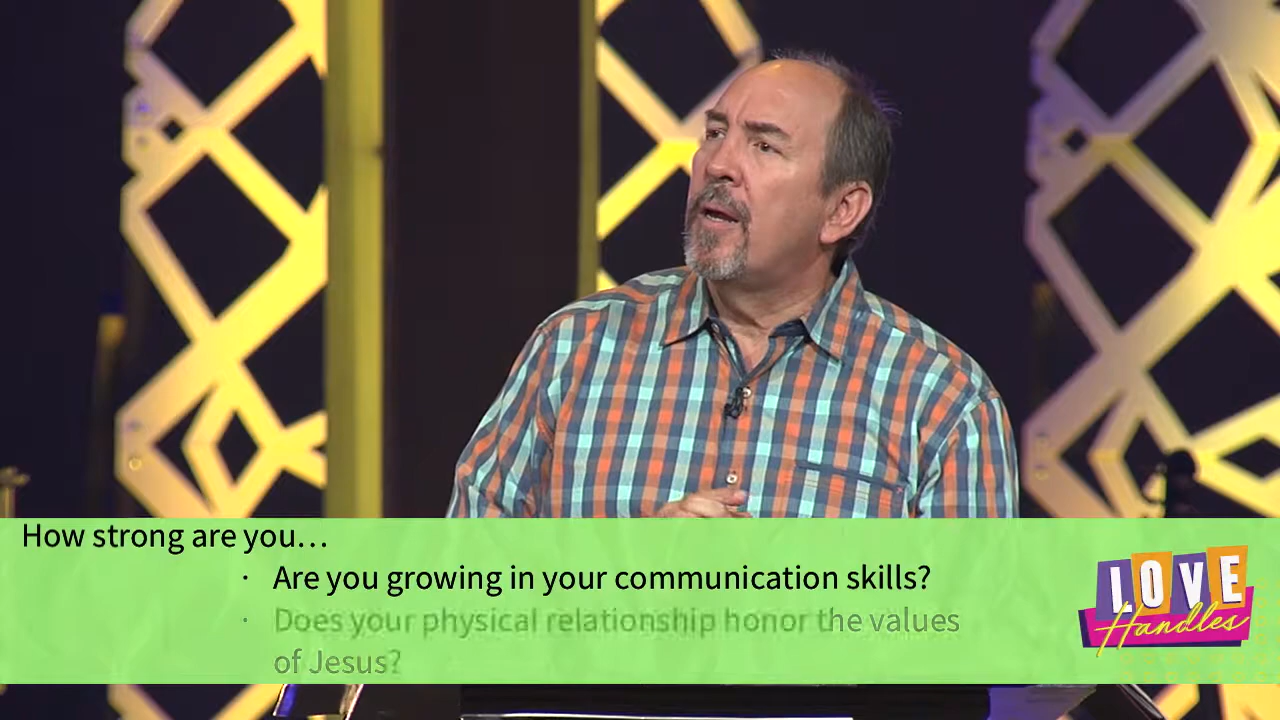 How strong are you…
· Are you growing in your communication skills?
· Does your physical relationship honor the values
of Jesus?
LOVE
Handles